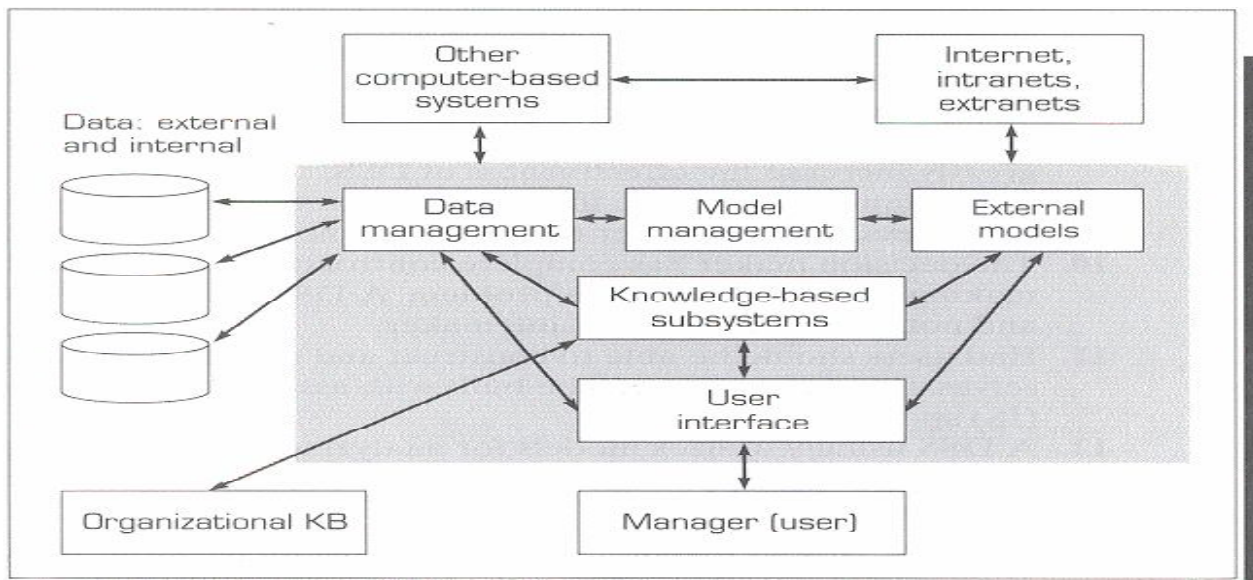 Other
computer-based
systems
Internet,
intranets,
extranets
Data: external
and internal
Data
management
Model
management
External
models
Knowledge-based
subsystems
User
interface
Organizational KB
Manager (user)